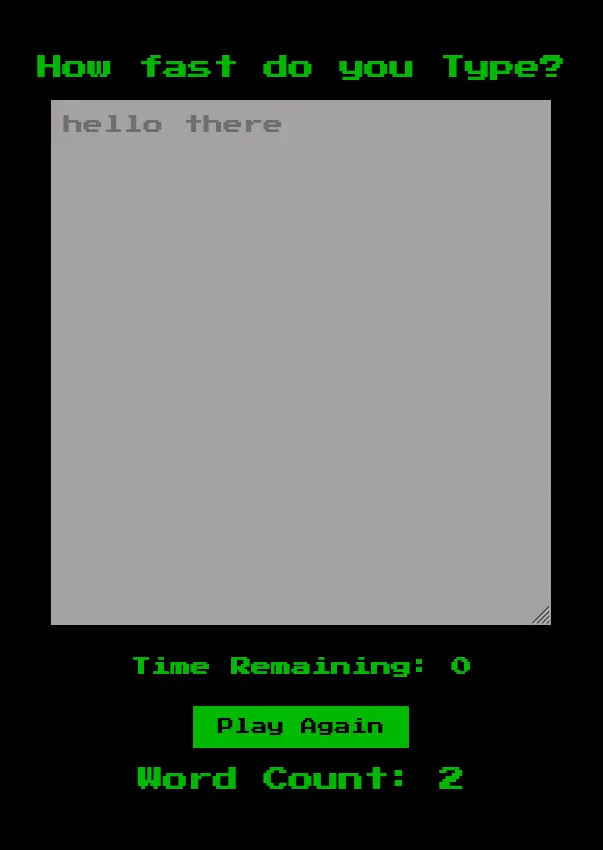 How fast do you Type?
hello there
Time Remaining: 0
Play Again
Word Count: 2